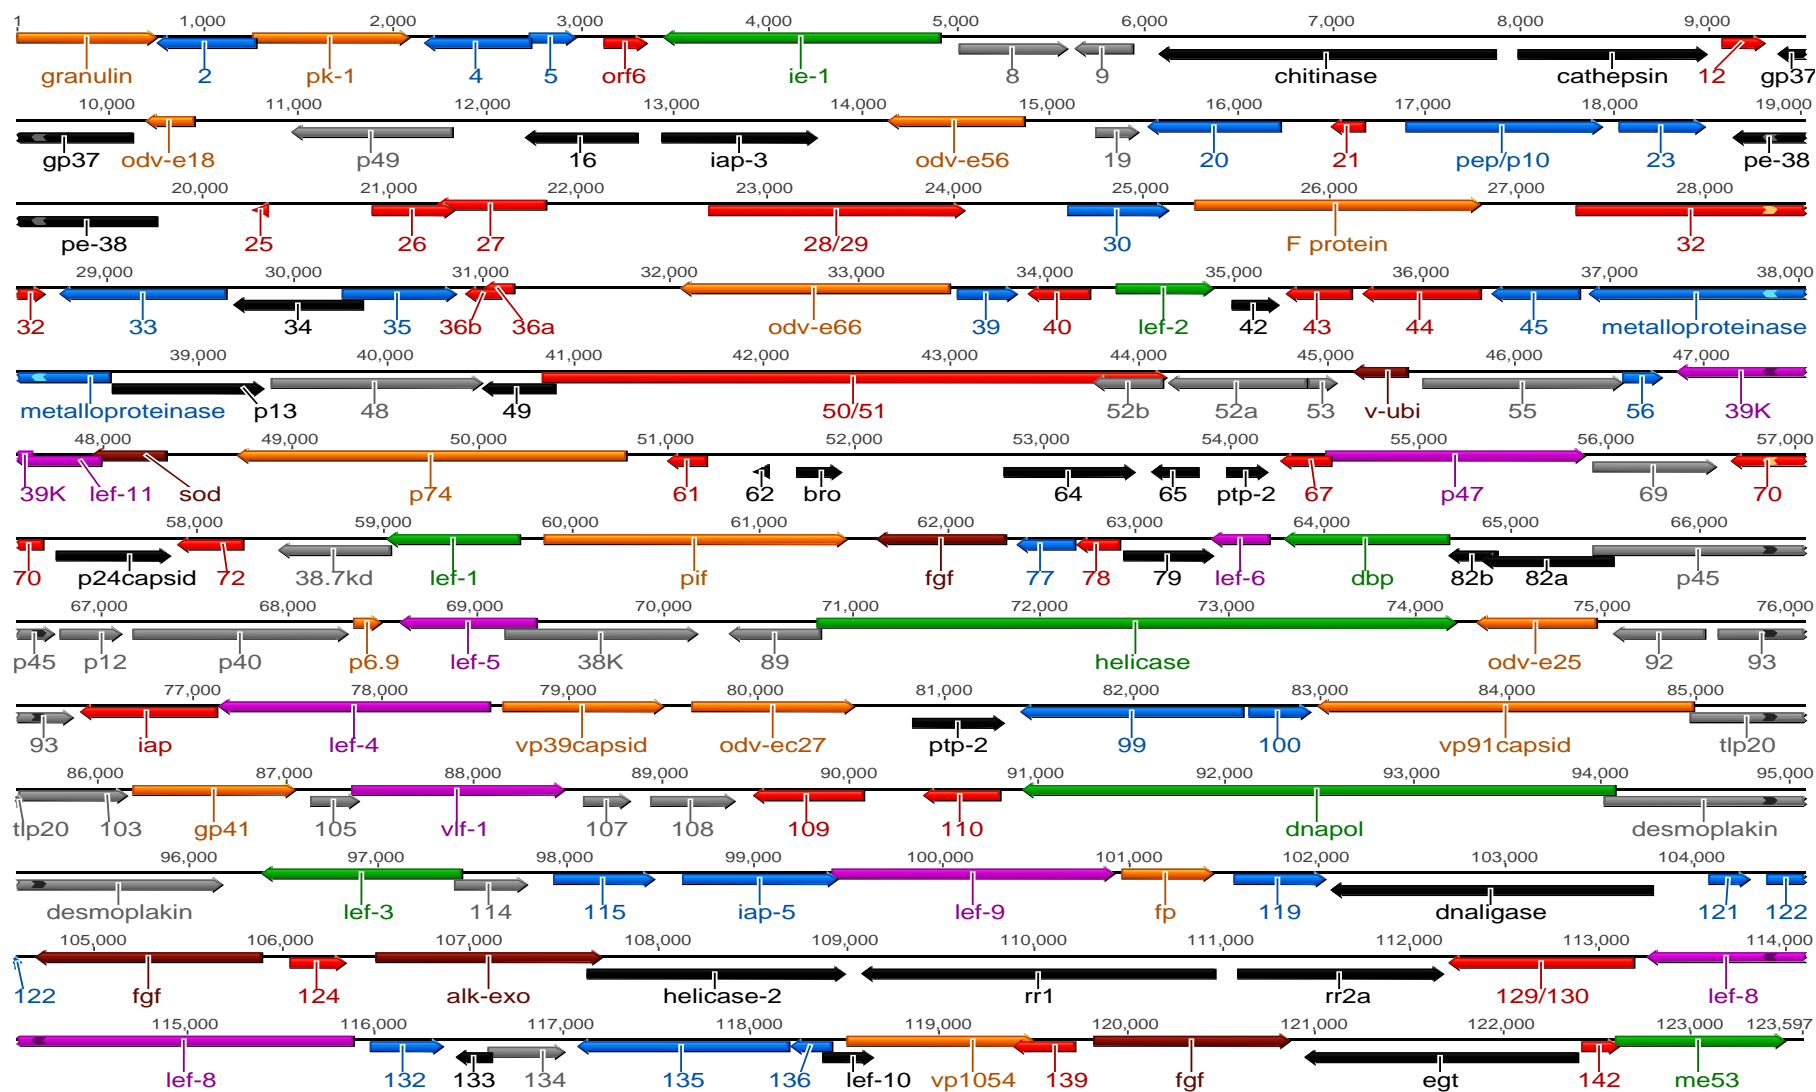 1 1,000 2,000 3,000 4,000 5,000 6,000 7,000 8,000 9,000
granulin 2 pk-1 4 5 orf6 ie-1 8 9 chitinase cathepsin 12 gp37
10,000 11,000 12,000 13,000 14,000 15,000 16,000 17,000 18,000 19,000
gp37 odv-e18 p49 16 iap-3 odv-e56 19 20 21 pep/p10 23 pe-38
20,000 21,000 22,000 23,000 24,000 25,000 26,000 27,000 28,000
pe-38 25 26 27 28/29 30 F protein 32
29,000 30,000 31,000 32,000 33,000 34,000 35,000 36,000 37,000 38,000
32 33 34 35 36b 36a odv-e66 39 40 lef-2 42 43 44 45 metalloproteinase
39,000 40,000 41,000 42,000 43,000 44,000 45,000 46,000 47,000
metalloproteinase p13 48 49 50/51 52b 52a 53 v-ubi 55 56 39K
48,000 49,000 50,000 51,000 52,000 53,000 54,000 55,000 56,000 57,000
39K lef-11 sod p74 61 62 bro 64 65 ptp-2 67 p47 69 70
58,000 59,000 60,000 61,000 62,000 63,000 64,000 65,000 66,000
70 p24capsid 72 38.7kd lef-1 pif fgf 77 78 79 lef-6 dbp 82b 82a p45
67,000 68,000 69,000 70,000 71,000 72,000 73,000 74,000 75,000 76,000
p45 p12 p40 p6.9 lef-5 38K 89 helicase odv-e25 92 93
77,000 78,000 79,000 80,000 81,000 82,000 83,000 84,000 85,000
93 iap lef-4 vp39capsid odv-ec27 ptp-2 99 100 vp91capsid tlp20
86,000 87,000 88,000 89,000 90,000 91,000 92,000 93,000 94,000 95,000
tlp20 103 gp41 105 vlf-1 107 108 109 110 dnapol desmoplakin
96,000 97,000 98,000 99,000 100,000 101,000 102,000 103,000 104,000
desmoplakin lef-3 114 115 iap-5 lef-9 fp 119 dnaligase 121 122
105,000 106,000 107,000 108,000 109,000 110,000 111,000 112,000 113,000 114,000
122 fgf 124 alk-exo helicase-2 rr1 rr2a 129/130 lef-8
115,000 116,000 117,000 118,000 119,000 120,000 121,000 122,000 123,000 123,597
lef-8 132 133 134 135 136 lef-10 vp1054 139 fgf egt 142 me53